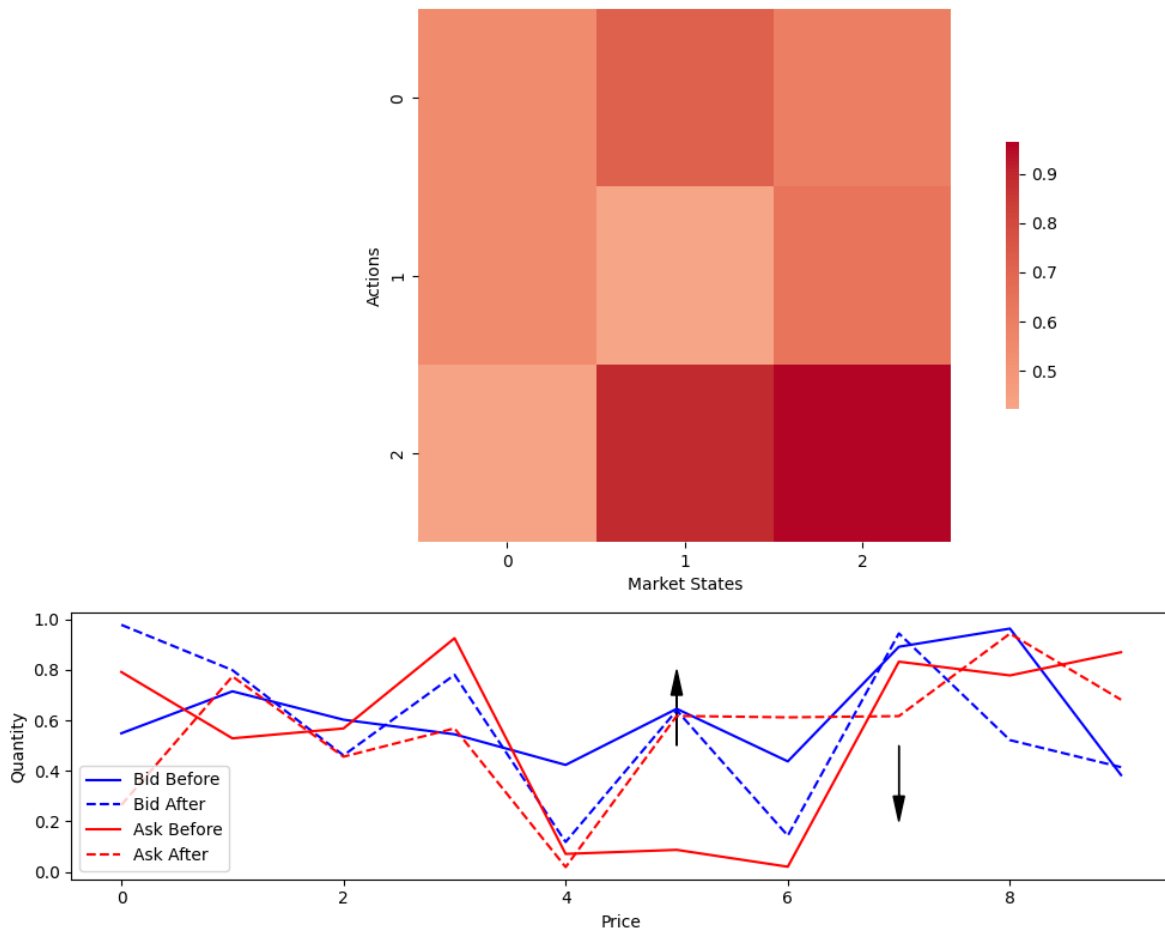 0
1
2
Actions
0
1
2
Market States
0.9
0.8
0.7
0.6
0.5
1.0
0.8
0.6
0.4
0.2
0.0
Quantity
Bid Before
Bid After
Ask Before
Ask After
0
2
4
6
8
Price